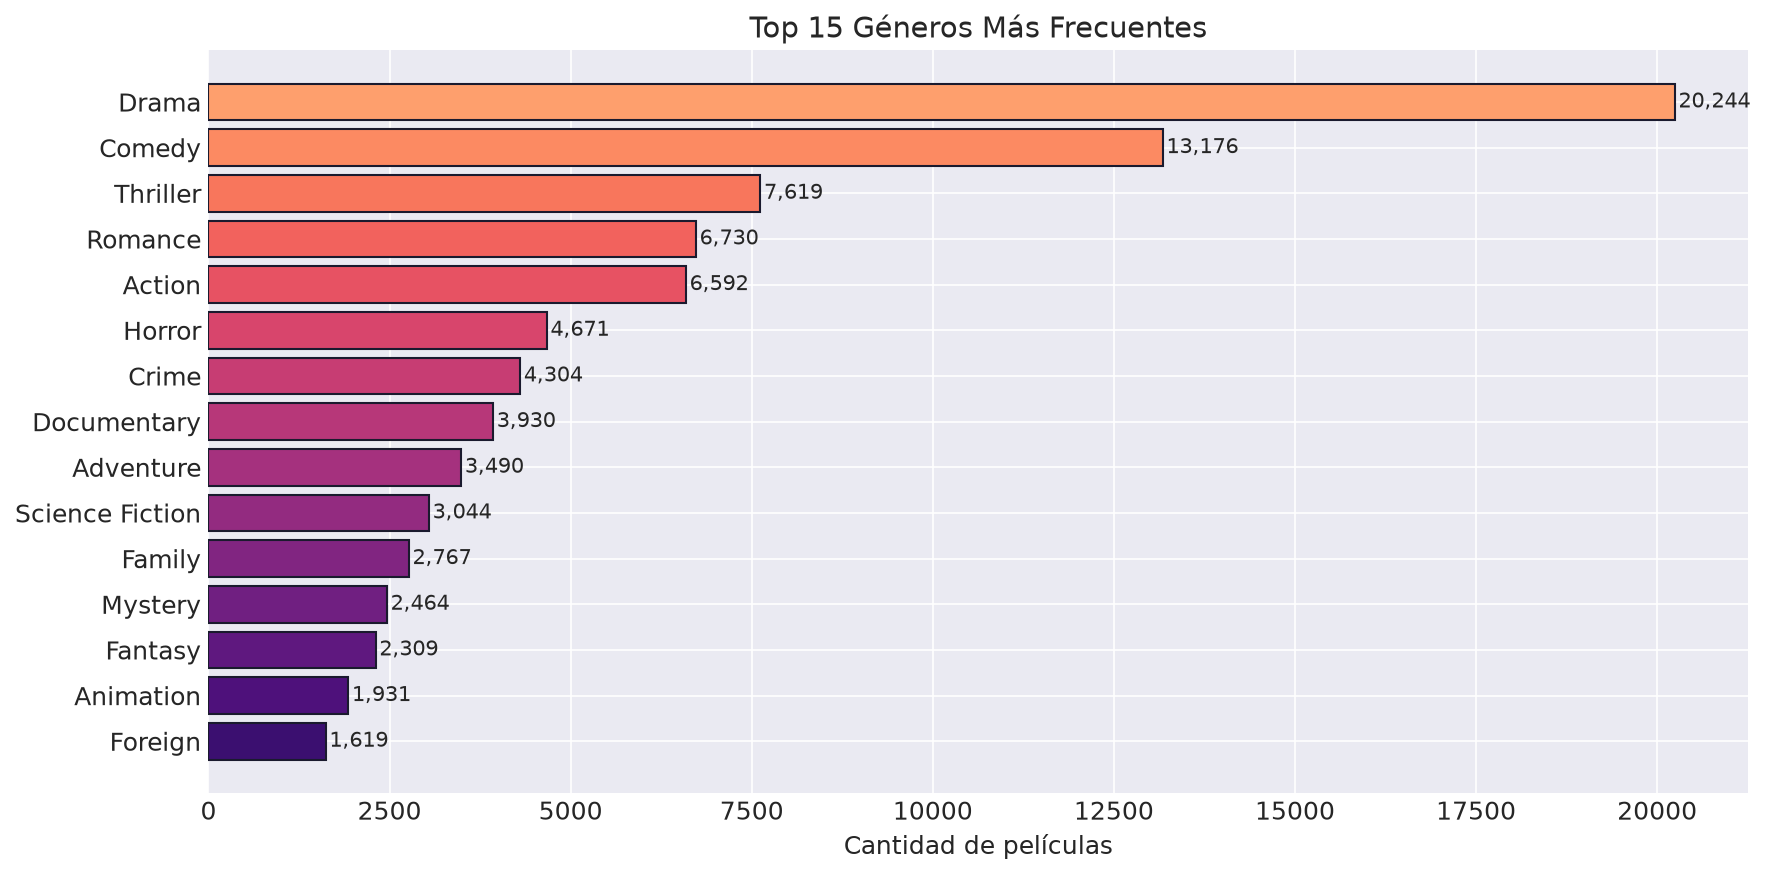 Top 15 Géneros Más Frecuentes
Drama 20,244
Comedy 13,176
Thriller 7,619
Romance 6,730
Action 6,592
Horror 4,671
Crime 4,304
Documentary 3,930
Adventure 3,490
Science Fiction 3,044
Family 2,767
Mystery 2,464
Fantasy 2,309
Animation 1,931
Foreign 1,619
0 2500 5000 7500 10000 12500 15000 17500 20000
Cantidad de películas